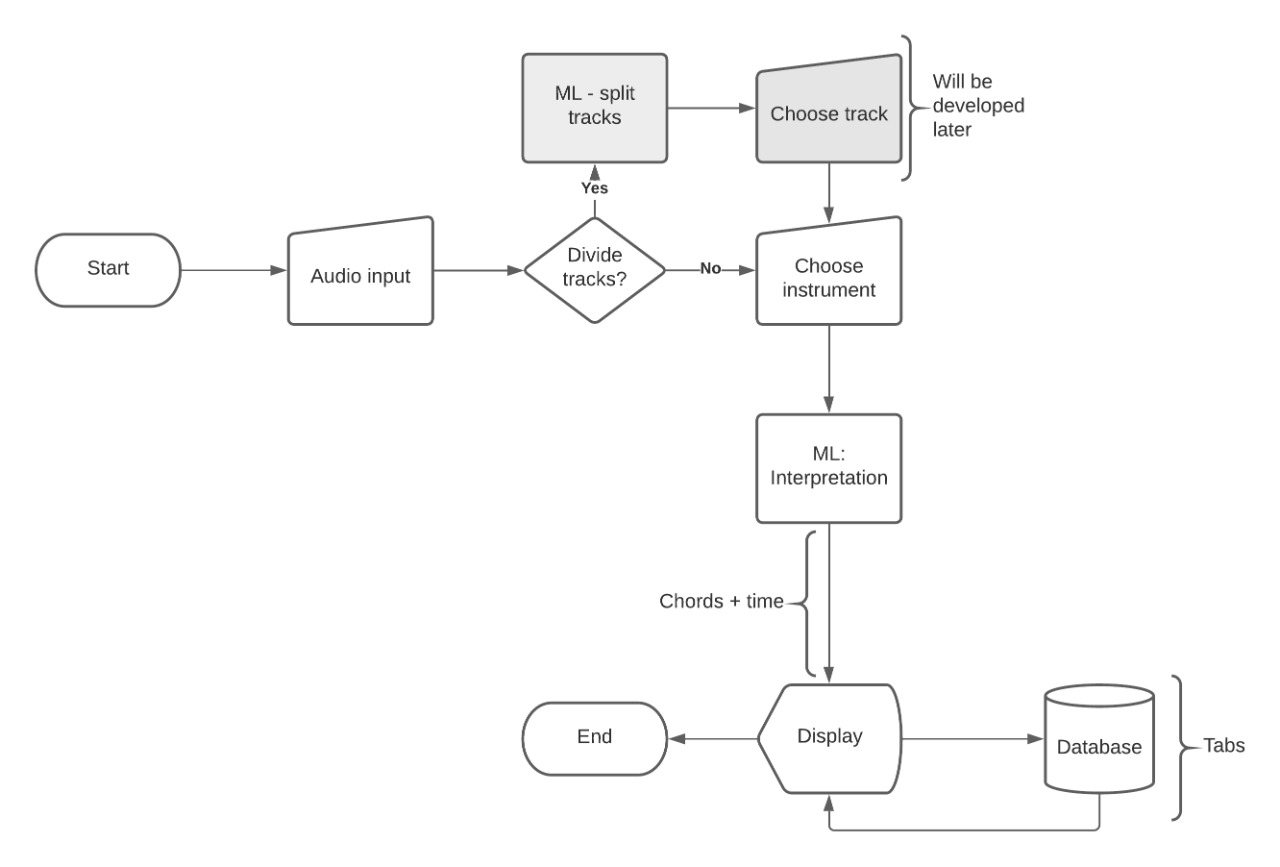 ML - split
tracks
Choose track
Will be
developed
later
Yes
Start
Audio input
Divide
tracks?
No
Choose
instrument
ML:
Interpretation
Chords + time
End
Display
Database
Tabs